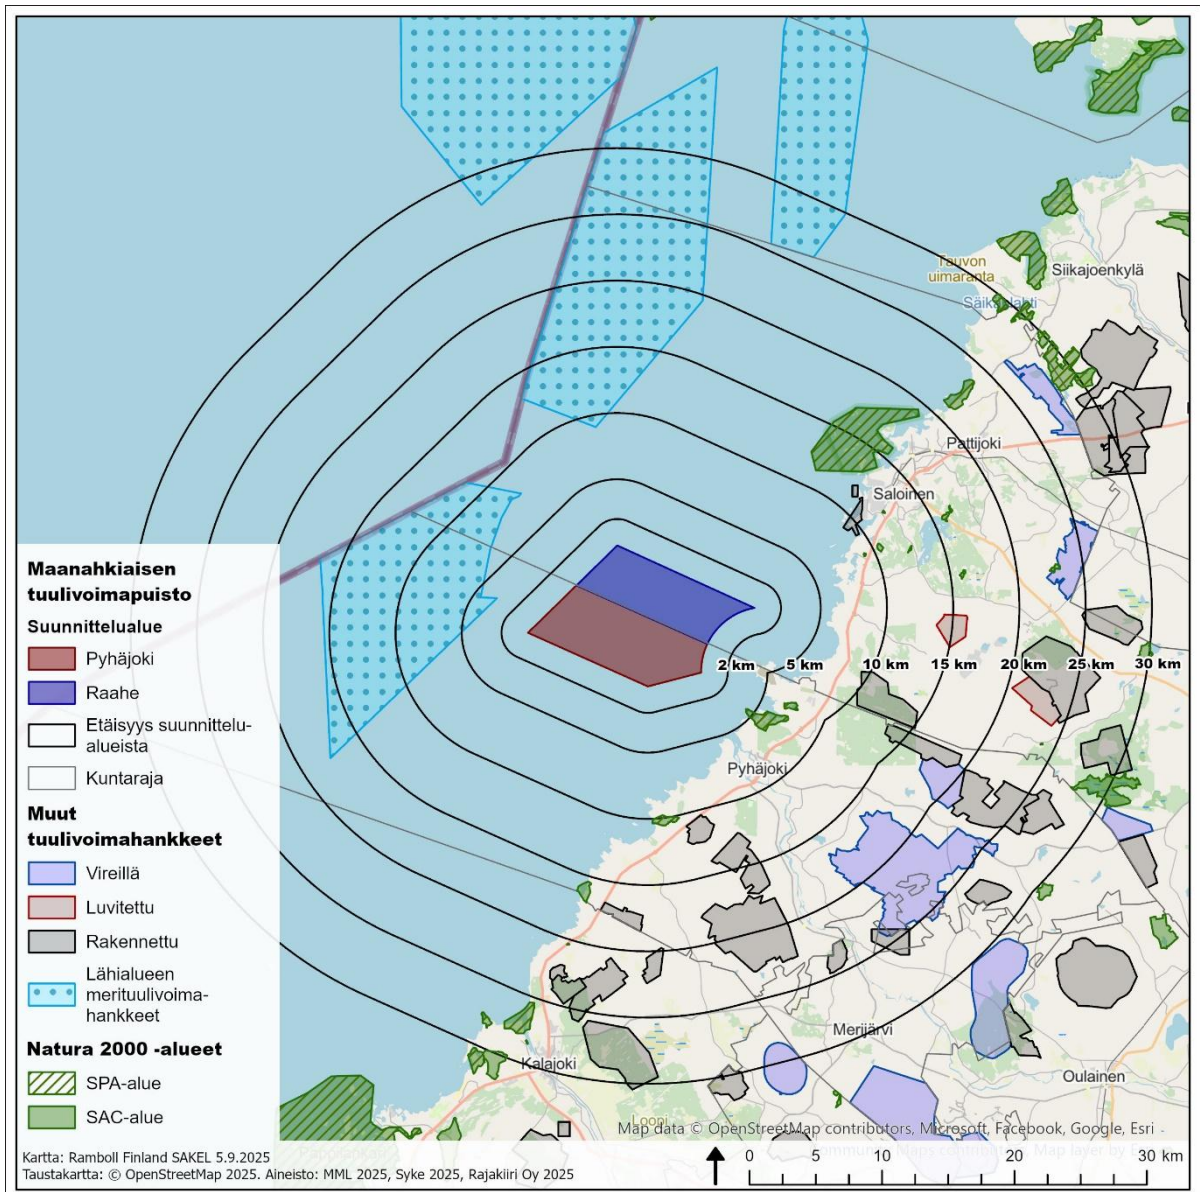 Tauvon
uimaranta
Siikajoenkylä
Pattijoki
Saloinen
2 km
5 km
10 km
15 km
20 km
25 km
30 km
Pyhäjoki
Merijärvi
Kalajoki
Oulainen
Maanahkiaisen
tuulivoimapuisto
Suunnittelualue
Pyhäjoki
Raahe
Etäisyys suunnittelu-
alueista
Kuntaraja
Muut
tuulivoimahankkeet
Vireillä
Luvitettu
Rakennettu
Lähialueen
merituulivoima-
hankkeet
Natura 2000 -alueet
SPA-alue
SAC-alue
Map data © OpenStreetMap contributors, Microsoft, Facebook, Google, Esri
Kartta: Ramboll Finland SAKEL 5.9.2025
Taustakartta: © OpenStreetMap 2025. Aineisto: MML 2025, Syke 2025, Rajakiiri Oy 2025
0 5 10 20 30 km